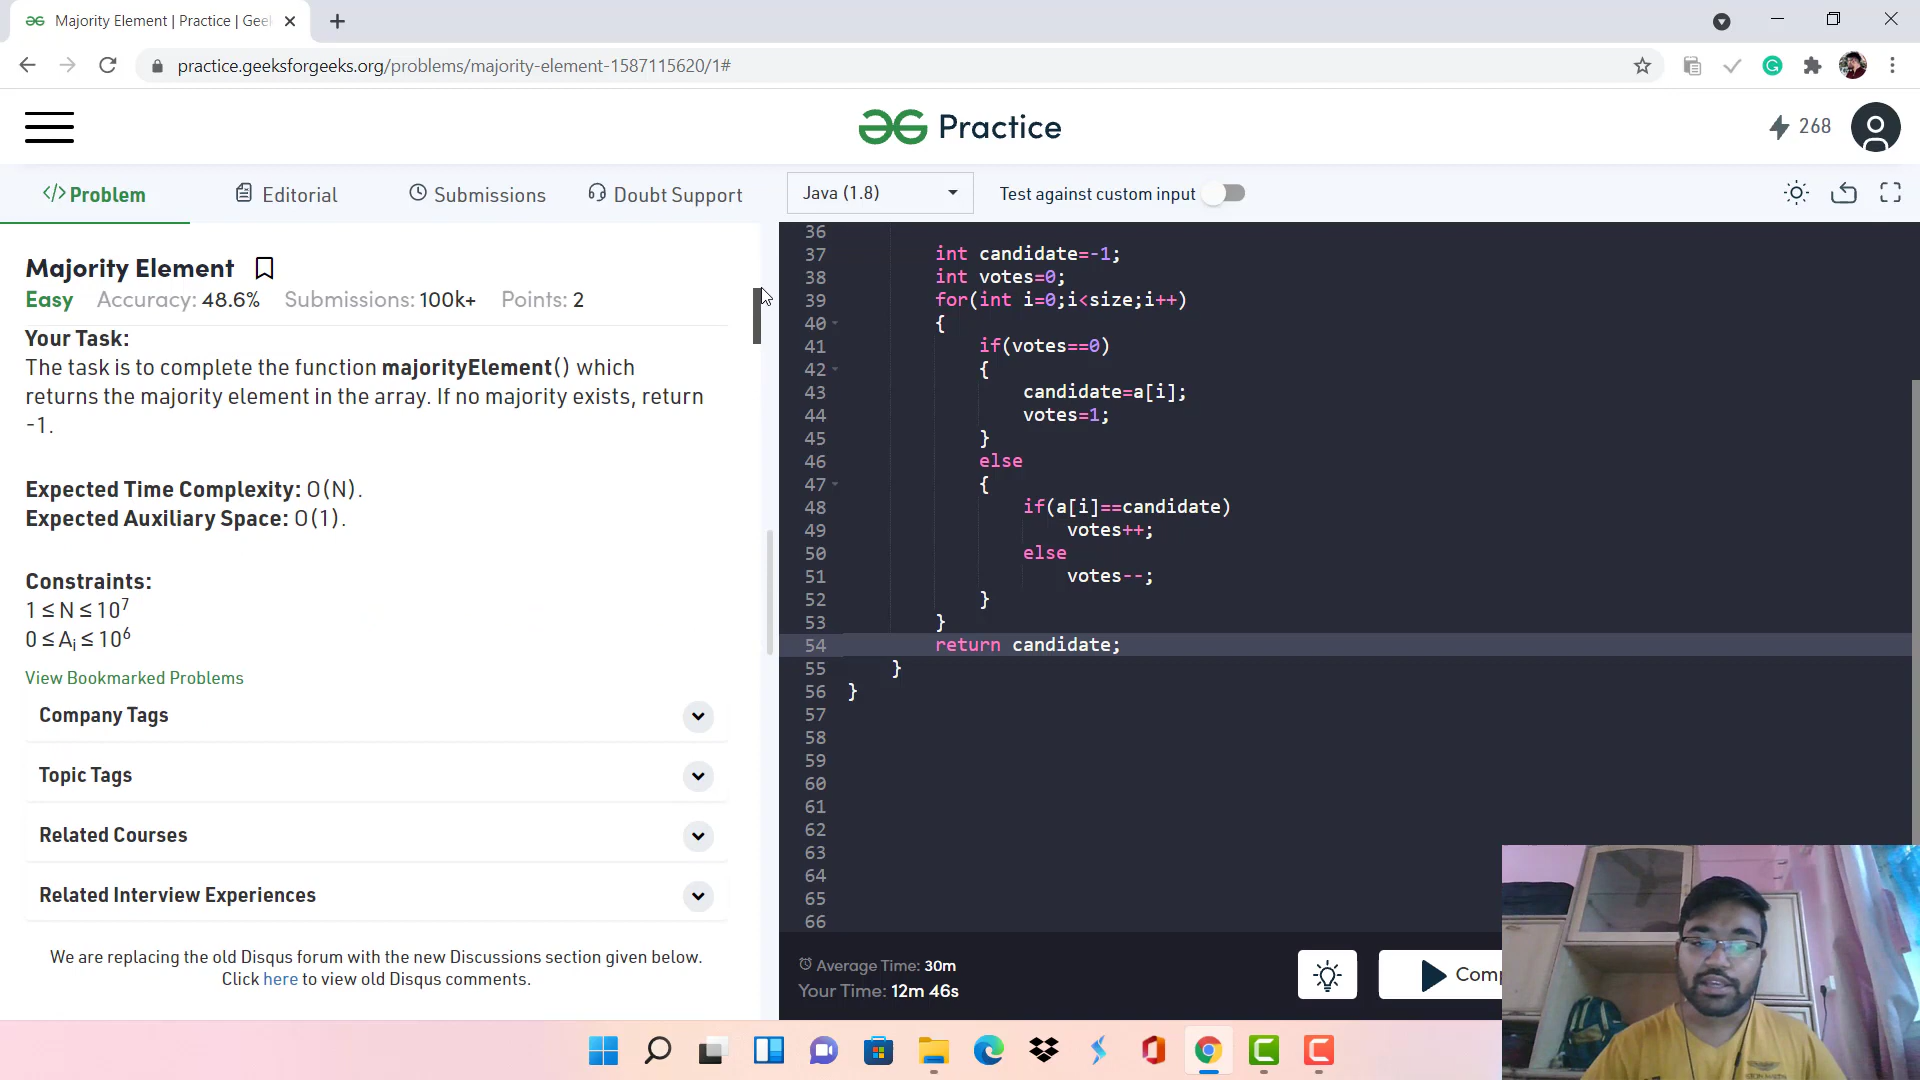 Majority Element | Practice | Geek
practice.geeksforgeeks.org/problems/majority-element-1587115620/1#
Practice
268
</> Problem
Editorial
Submissions
Doubt Support
Java (1.8)
Test against custom input
Majority Element
Easy Accuracy: 48.6% Submissions: 100k+ Points: 2
Your Task:
The task is to complete the function majorityElement() which
returns the majority element in the array. If no majority exists, return
-1.
Expected Time Complexity: O(N).
Expected Auxiliary Space: O(1).
Constraints:
1 ≤ N ≤ 10⁷
0 ≤ Aᵢ ≤ 10⁶
View Bookmarked Problems
Company Tags
Topic Tags
Related Courses
Related Interview Experiences
We are replacing the old Disqus forum with the new Discussions section given below.
Click here to view old Disqus comments.
36
37 int candidate=-1;
38 int votes=0;
39 for(int i=0;i<size;i++)
40 {
41 if(votes==0)
42 {
43 candidate=a[i];
44 votes=1;
45 }
46 else
47 {
48 if(a[i]==candidate)
49 votes++;
50 else
51 votes--;
52 }
53 }
54 return candidate;
55 }
56 }
57
58
59
60
61
62
63
64
65
66
Average Time: 30m
Your Time: 12m 46s
Comp